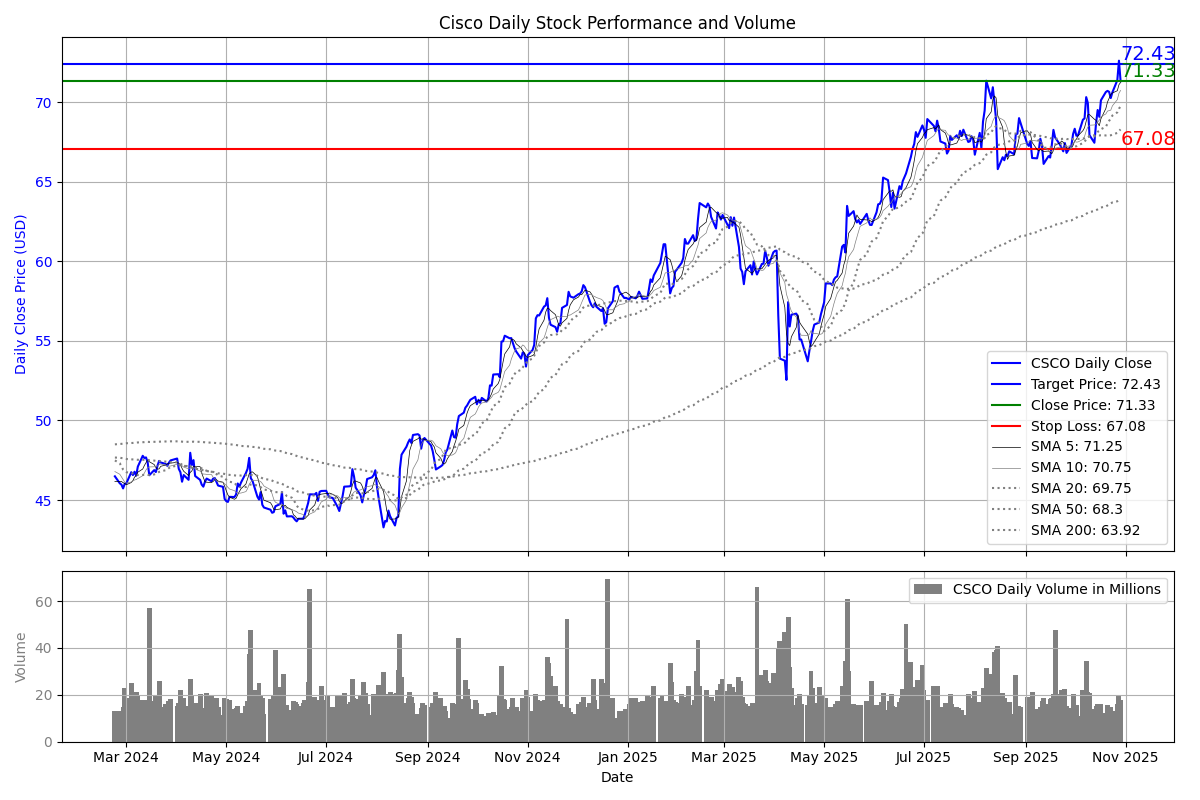 Cisco Daily Stock Performance and Volume
72.43
71.33
70
67.08
65
60
55
50
45
Daily Close Price (USD)
CSCO Daily Close
Target Price: 72.43
Close Price: 71.33
Stop Loss: 67.08
SMA 5: 71.25
SMA 10: 70.75
SMA 20: 69.75
SMA 50: 68.3
SMA 200: 63.92
CSCO Daily Volume in Millions
60
40
20
0
Volume
Mar 2024 May 2024 Jul 2024 Sep 2024 Nov 2024 Jan 2025 Mar 2025 May 2025 Jul 2025 Sep 2025 Nov 2025
Date